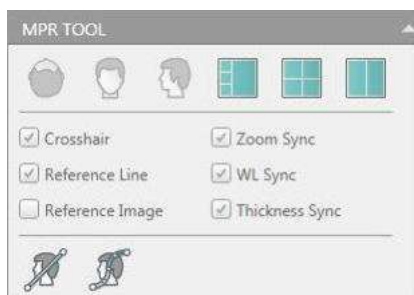 MPR TOOL
Crosshair Zoom Sync
Reference Line WL Sync
Reference Image Thickness Sync